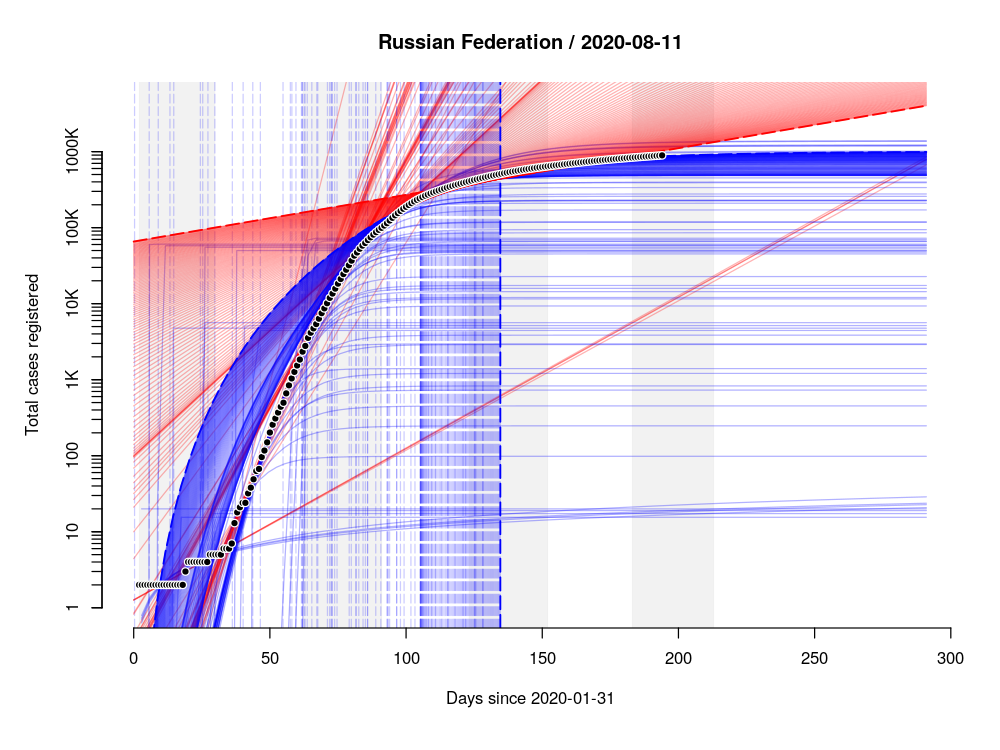 Russian Federation / 2020-08-11
Total cases registered
1000K
100K
10K
1K
100
10
1
0 50 100 150 200 250 300
Days since 2020-01-31